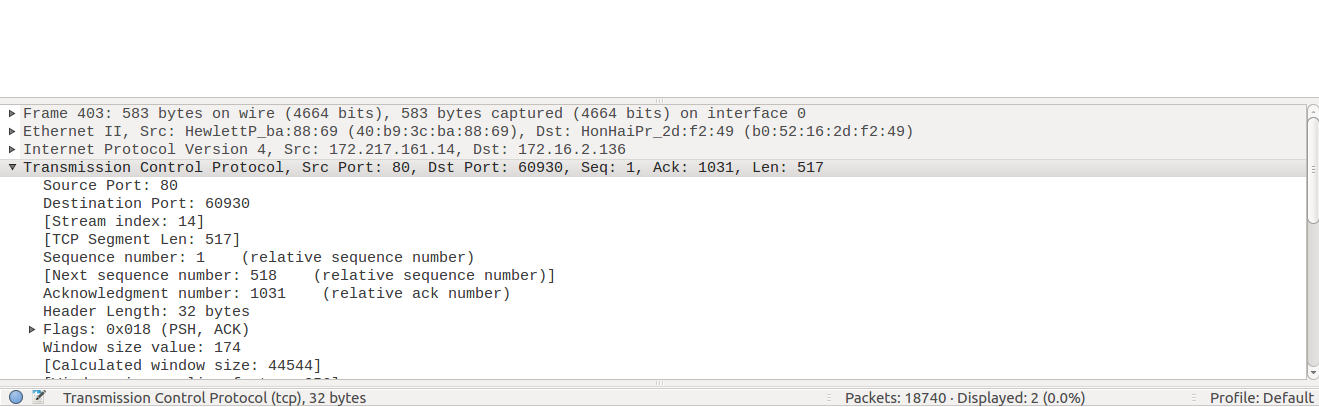 Frame 403: 583 bytes on wire (4664 bits), 583 bytes captured (4664 bits) on interface 0
Ethernet II, Src: HewlettP_ba:88:69 (40:b9:3c:ba:88:69), Dst: HonHaiPr_2d:f2:49 (b0:52:16:2d:f2:49)
Internet Protocol Version 4, Src: 172.217.161.14, Dst: 172.16.2.136
Transmission Control Protocol, Src Port: 80, Dst Port: 60930, Seq: 1, Ack: 1031, Len: 517
Source Port: 80
Destination Port: 60930
[Stream index: 14]
[TCP Segment Len: 517]
Sequence number: 1    (relative sequence number)
[Next sequence number: 518    (relative sequence number)]
Acknowledgment number: 1031    (relative ack number)
Header Length: 32 bytes
Flags: 0x018 (PSH, ACK)
Window size value: 174
[Calculated window size: 44544]
Transmission Control Protocol (tcp), 32 bytes Packets: 18740 · Displayed: 2 (0.0%) Profile: Default